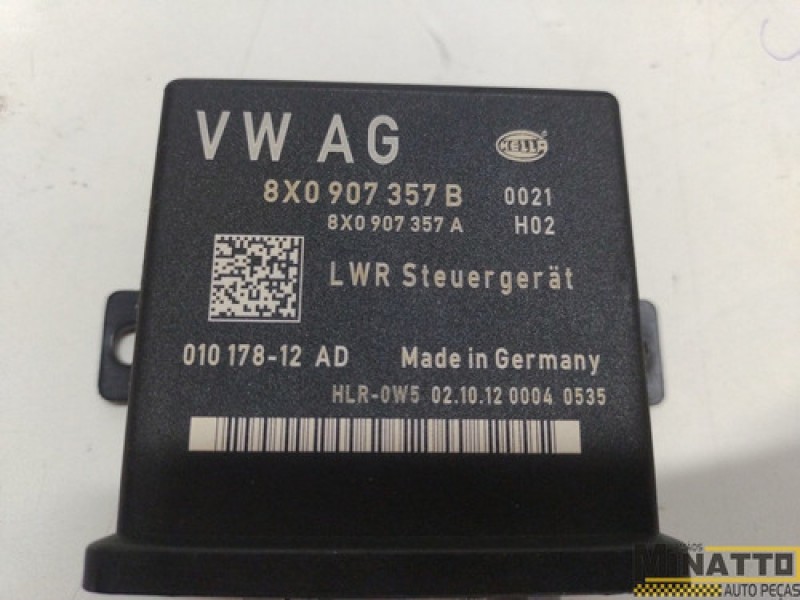 VW AG
HELLA
8X0 907 357 B 0021
8X0 907 357 A H02
LWR Steuergerät
010 178-12 AD Made in Germany
HLR-0W5 02.10.12 0004 0535
MINATTO
AUTO PEÇAS